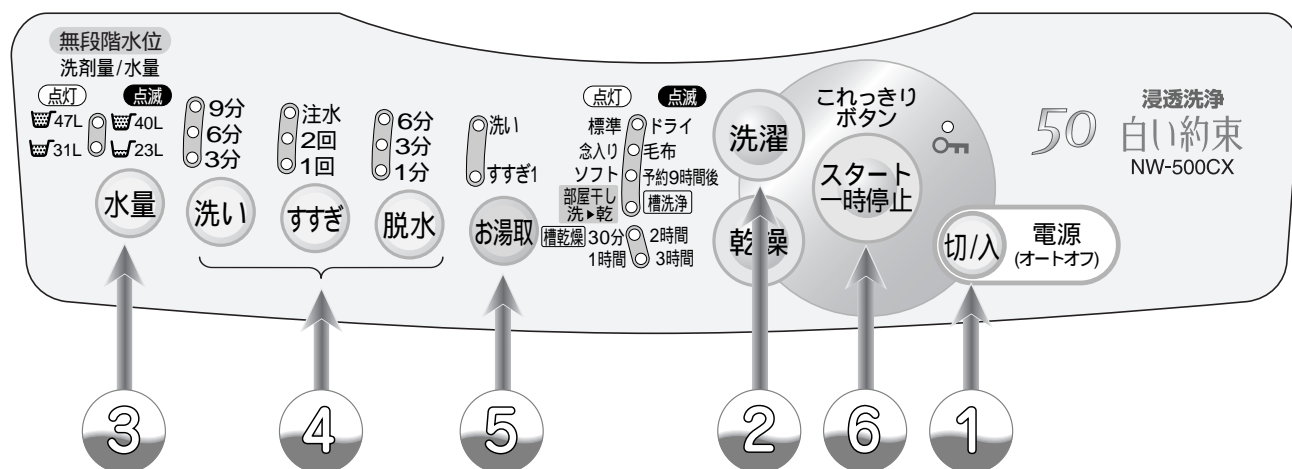 無段階水位
洗剤量/水量
点灯 点滅
47L 40L
31L 23L
水量
9分
6分
3分
洗い
注水
2回
1回
すすぎ
6分
3分
1分
脱水
洗い
すすぎ1
お湯取
点灯 点滅
標準 ドライ
念入り 毛布
ソフト 予約9時間後
部屋干し
洗▶乾 槽洗浄
槽乾燥 30分 2時間
1時間 3時間
洗濯
乾燥
これっきり
ボタン
スタート
一時停止
切/入
電源
(オートオフ)
50
浸透洗浄
白い約束
NW-500CX
3 4 5 2 6 1